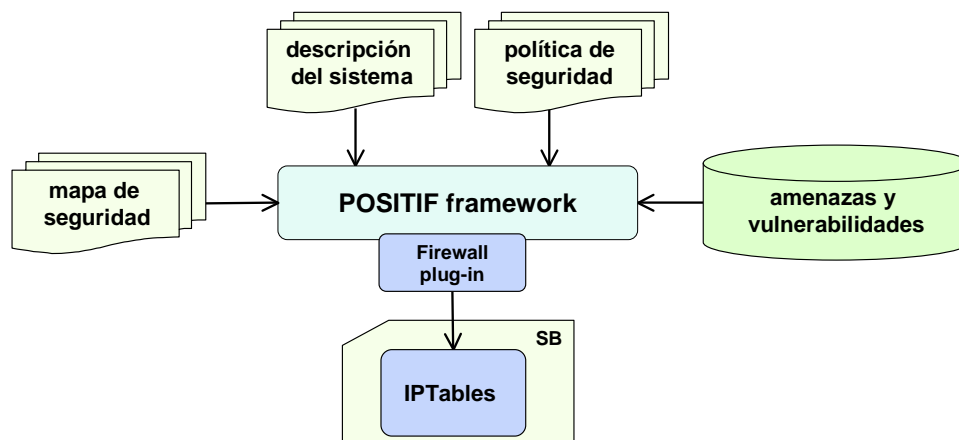 descripción
del sistema
política de
seguridad
mapa de
seguridad
POSITIF framework
amenazas y
vulnerabilidades
Firewall
plug-in
SB
IPTables